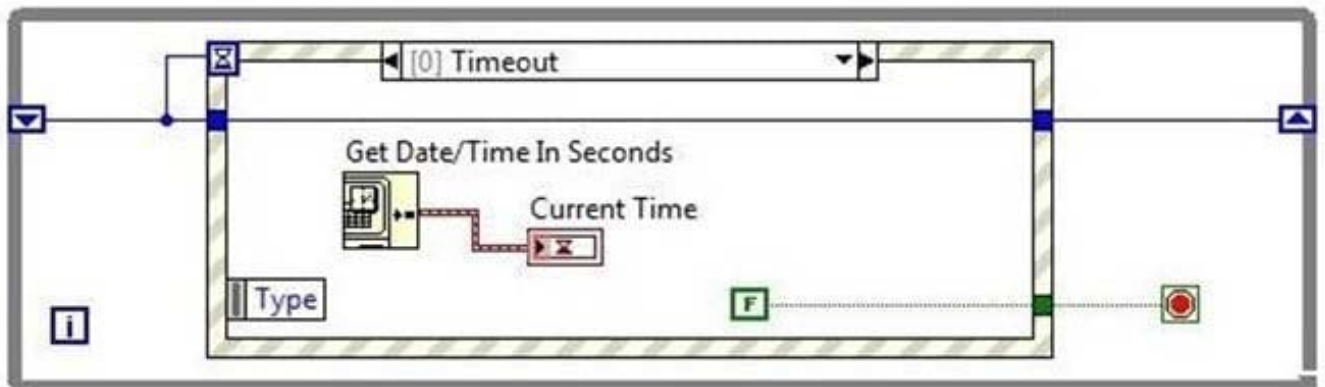 [0] Timeout
Get Date/Time In Seconds
Current Time
Type
F
i